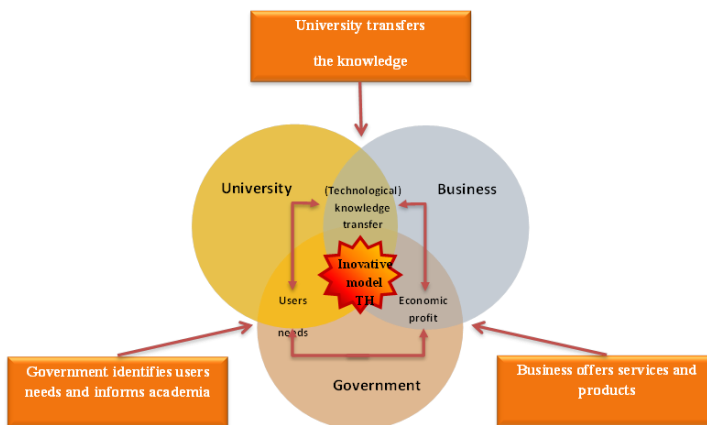 University transfers
the knowledge
University
Business
(Technological)
knowledge
transfer
Inovative
model
TH
Users
needs
Economic
profit
Government
Government identifies users
needs and informs academia
Business offers services and
products